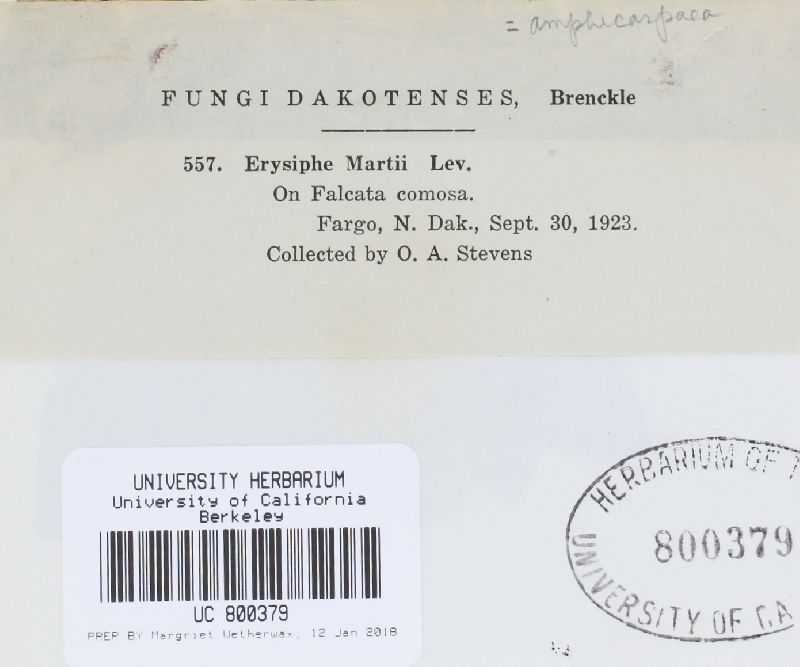 = amphicarpaea
FUNGI DAKOTENSES, Brenckle
557. Erysiphe Martii Lev.
On Falcata comosa.
Fargo, N. Dak., Sept. 30, 1923.
Collected by O. A. Stevens
UNIVERSITY HERBARIUM
University of California
Berkeley
UC 800379
PREP BY Margriet Wetherwax, 12 Jan 2018
HERBARIUM OF T
800379
UNIVERSITY OF CA